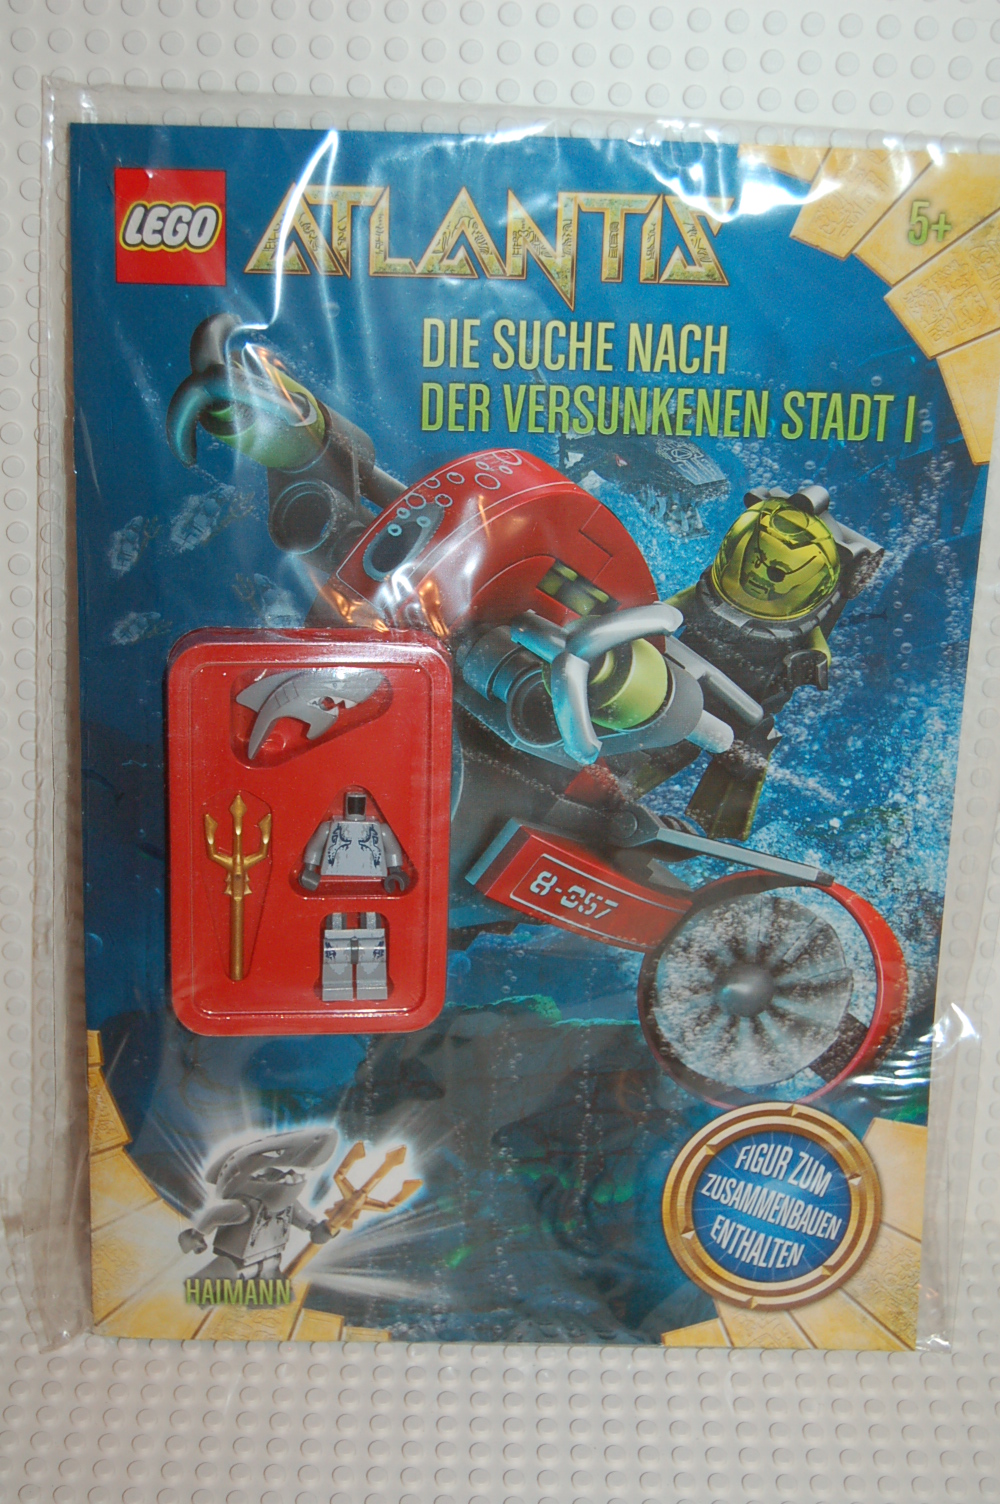 LEGO
ATLANTIS
5+
DIE SUCHE NACH
DER VERSUNKENEN STADT I
8-057
FIGUR ZUM
ZUSAMMENBAUEN
ENTHALTEN
HAIMANN